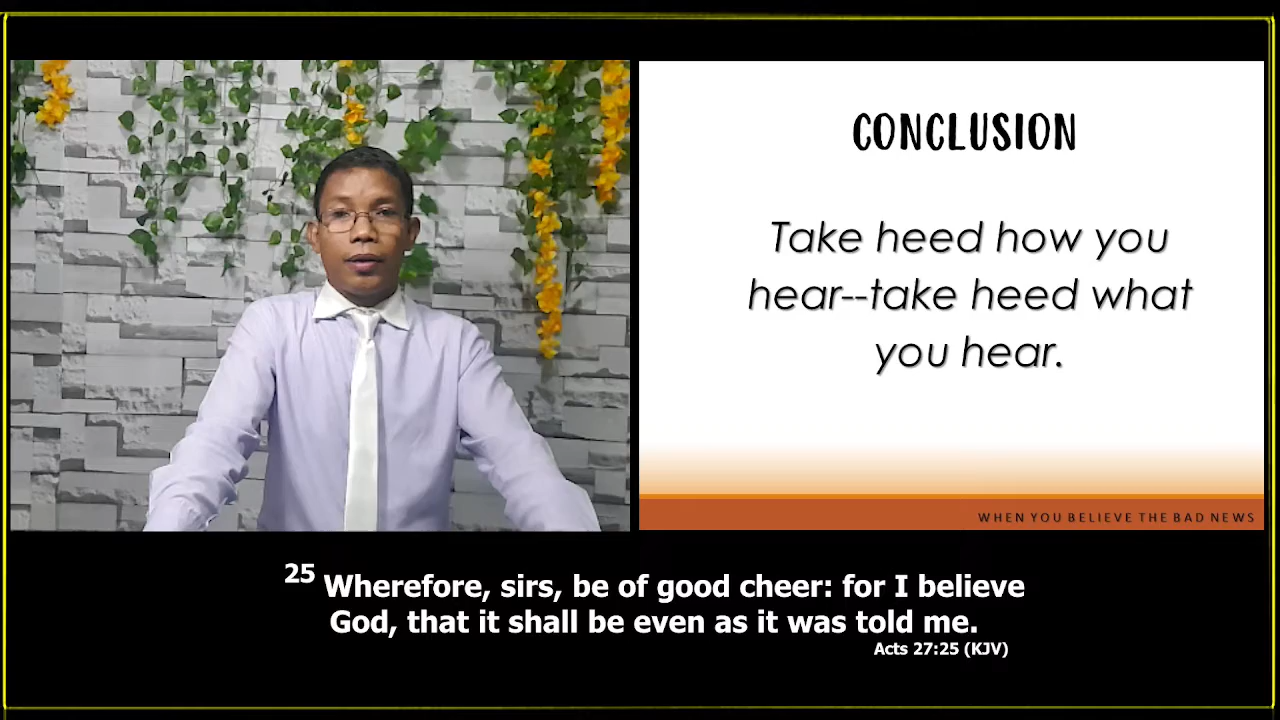 CONCLUSION
Take heed how you
hear--take heed what
you hear.
WHEN YOU BELIEVE THE BAD NEWS
25 Wherefore, sirs, be of good cheer: for I believe
God, that it shall be even as it was told me.
Acts 27:25 (KJV)